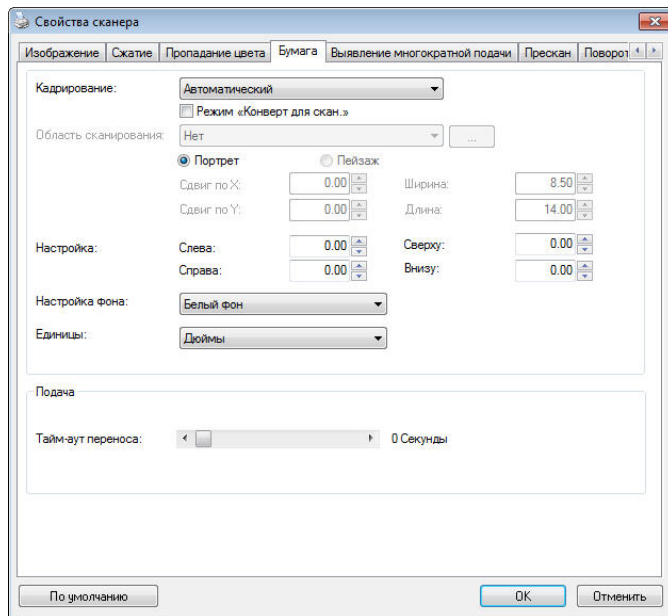 Свойства сканера
Изображение Сжатие Пропадание цвета Бумага Выявление многократной подачи Прескан Поворот
Кадрирование: Автоматический
Режим «Конверт для скан.»
Область сканирования: Нет ...
Портрет Пейзаж
Сдвиг по X: 0.00 Ширина: 8.50
Сдвиг по Y: 0.00 Длина: 14.00
Настройка: Слева: 0.00 Сверху: 0.00
Справа: 0.00 Внизу: 0.00
Настройка фона: Белый фон
Единицы: Дюймы
Подача
Тайм-аут переноса: 0 Секунды
По умолчанию OK Отменить